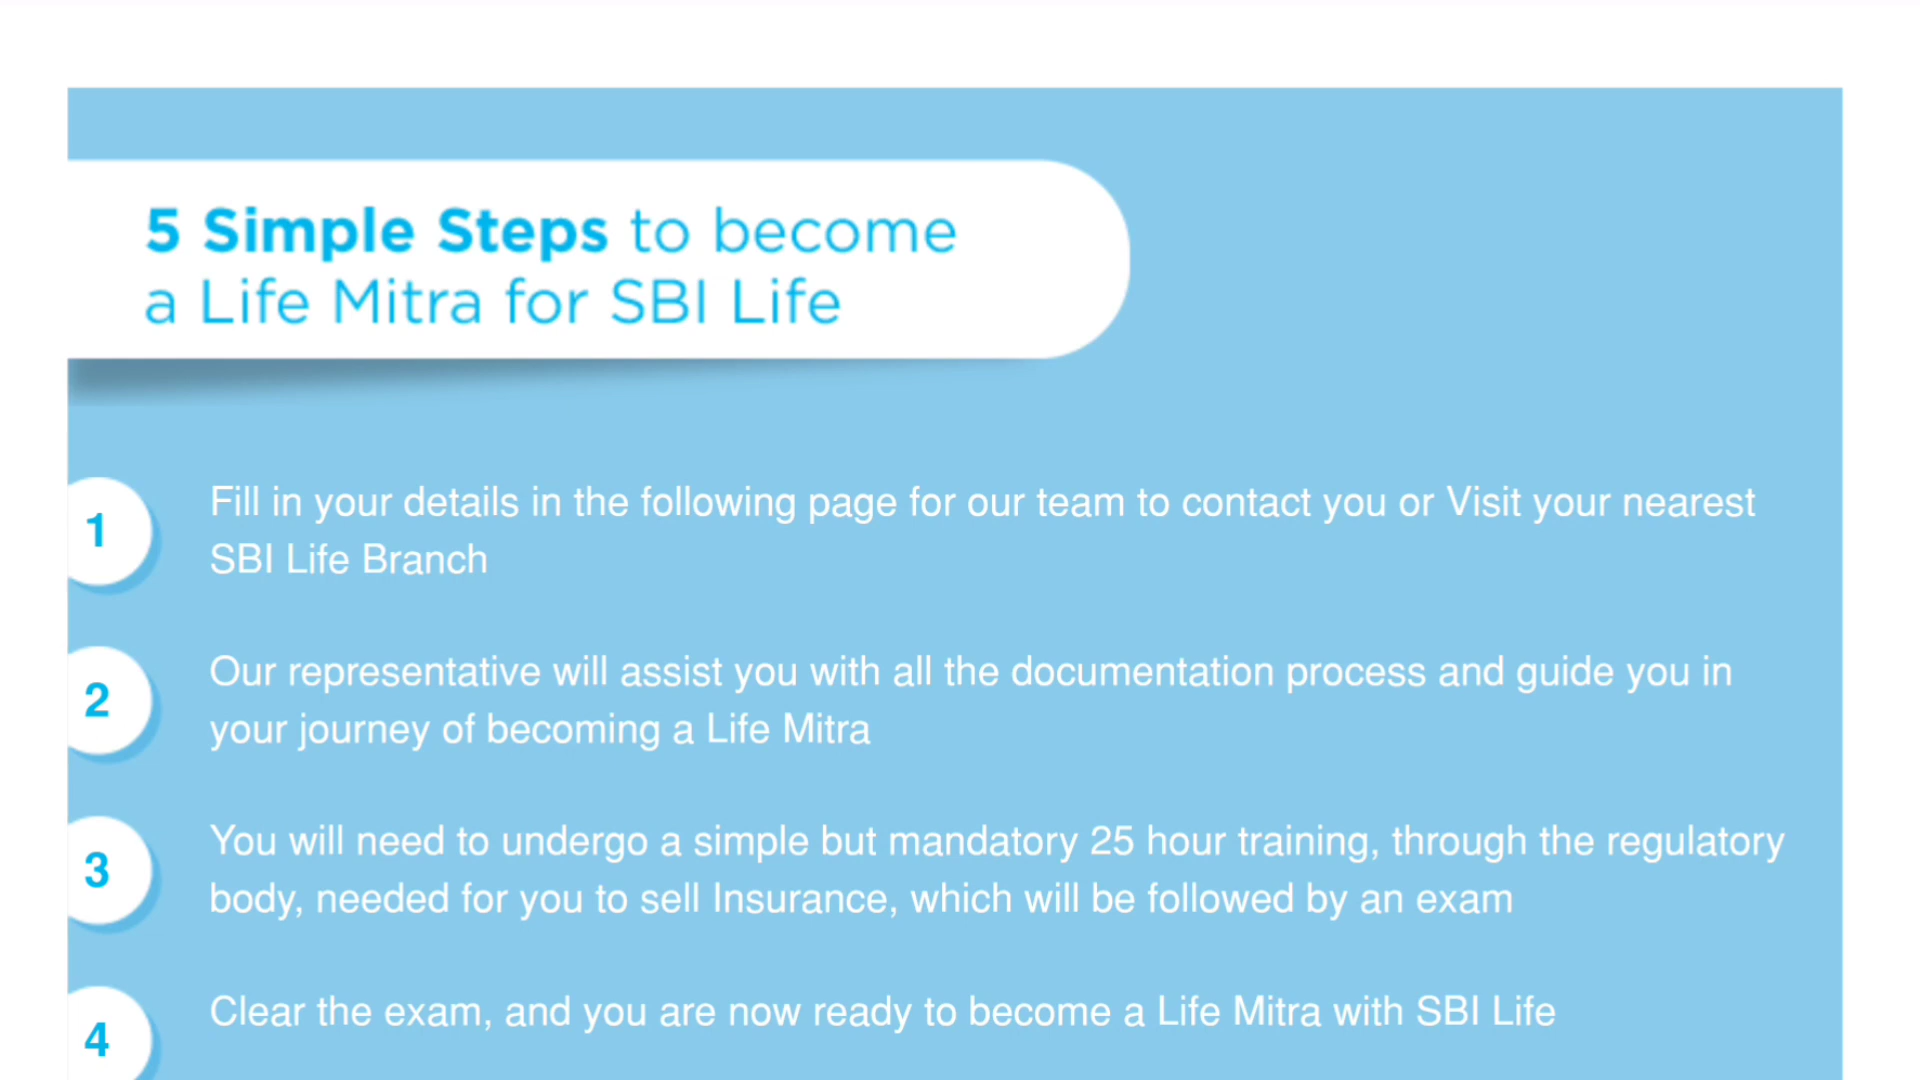 5 Simple Steps to become
a Life Mitra for SBI Life
1
Fill in your details in the following page for our team to contact you or Visit your nearest
SBI Life Branch
2
Our representative will assist you with all the documentation process and guide you in
your journey of becoming a Life Mitra
3
You will need to undergo a simple but mandatory 25 hour training, through the regulatory
body, needed for you to sell Insurance, which will be followed by an exam
4
Clear the exam, and you are now ready to become a Life Mitra with SBI Life